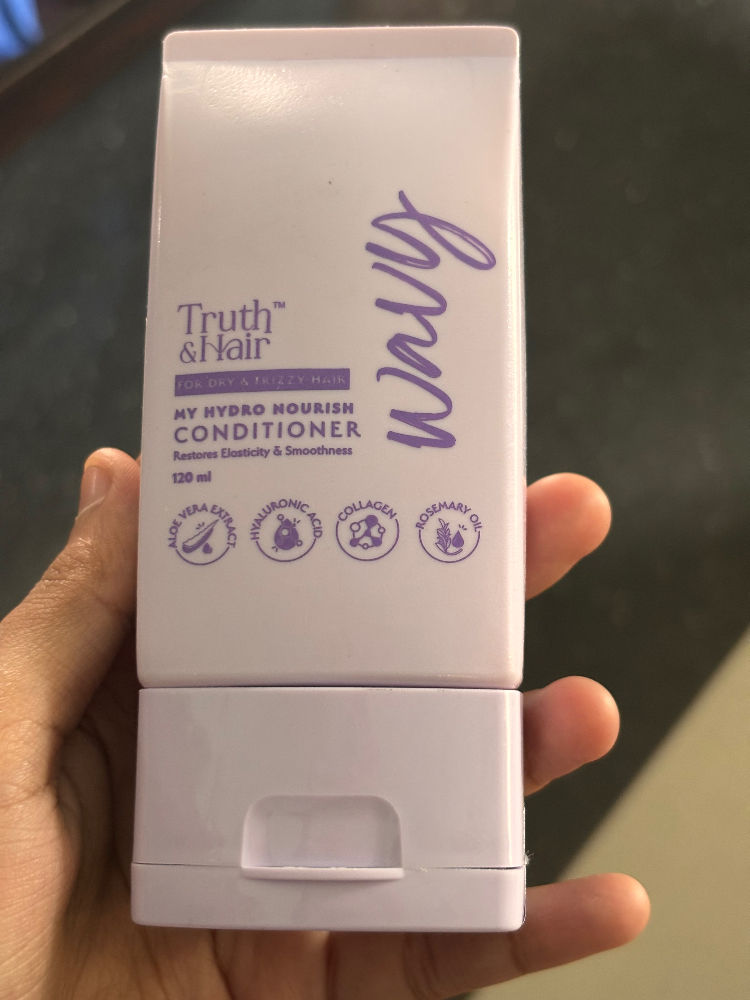 wavy
Truth™
&Hair
FOR DRY & FRIZZY HAIR
MY HYDRO NOURISH
CONDITIONER
Restores Elasticity & Smoothness
120 ml
ALOE VERA EXTRACT
HYALURONIC ACID
COLLAGEN
ROSEMARY OIL